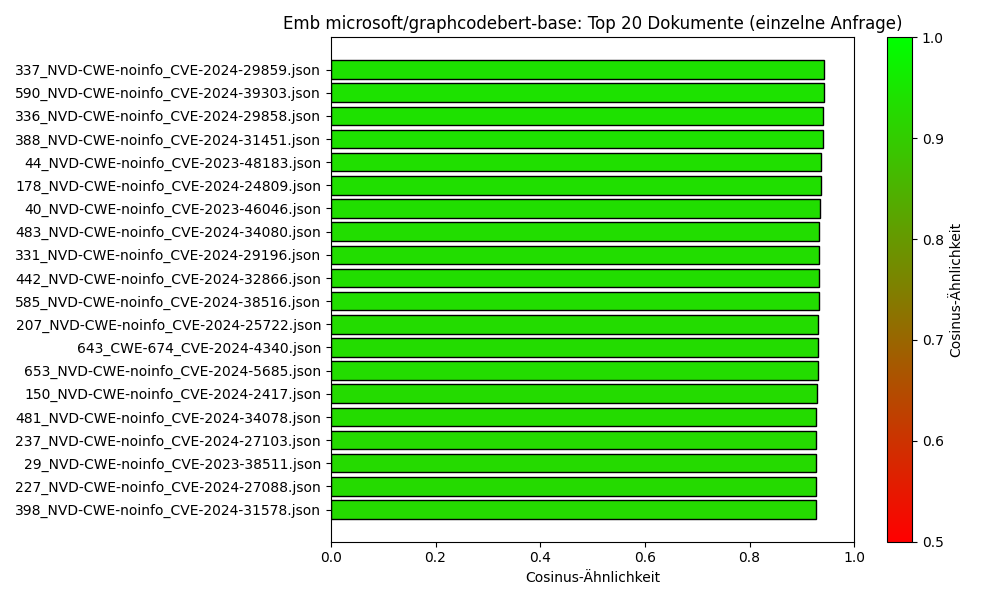 Emb microsoft/graphcodebert-base: Top 20 Dokumente (einzelne Anfrage)
337_NVD-CWE-noinfo_CVE-2024-29859.json
590_NVD-CWE-noinfo_CVE-2024-39303.json
336_NVD-CWE-noinfo_CVE-2024-29858.json
388_NVD-CWE-noinfo_CVE-2024-31451.json
44_NVD-CWE-noinfo_CVE-2023-48183.json
178_NVD-CWE-noinfo_CVE-2024-24809.json
40_NVD-CWE-noinfo_CVE-2023-46046.json
483_NVD-CWE-noinfo_CVE-2024-34080.json
331_NVD-CWE-noinfo_CVE-2024-29196.json
442_NVD-CWE-noinfo_CVE-2024-32866.json
585_NVD-CWE-noinfo_CVE-2024-38516.json
207_NVD-CWE-noinfo_CVE-2024-25722.json
643_CWE-674_CVE-2024-4340.json
653_NVD-CWE-noinfo_CVE-2024-5685.json
150_NVD-CWE-noinfo_CVE-2024-2417.json
481_NVD-CWE-noinfo_CVE-2024-34078.json
237_NVD-CWE-noinfo_CVE-2024-27103.json
29_NVD-CWE-noinfo_CVE-2023-38511.json
227_NVD-CWE-noinfo_CVE-2024-27088.json
398_NVD-CWE-noinfo_CVE-2024-31578.json
0.0 0.2 0.4 0.6 0.8 1.0
Cosinus-Ähnlichkeit
1.0
0.9
0.8
0.7
0.6
0.5
Cosinus-Ähnlichkeit